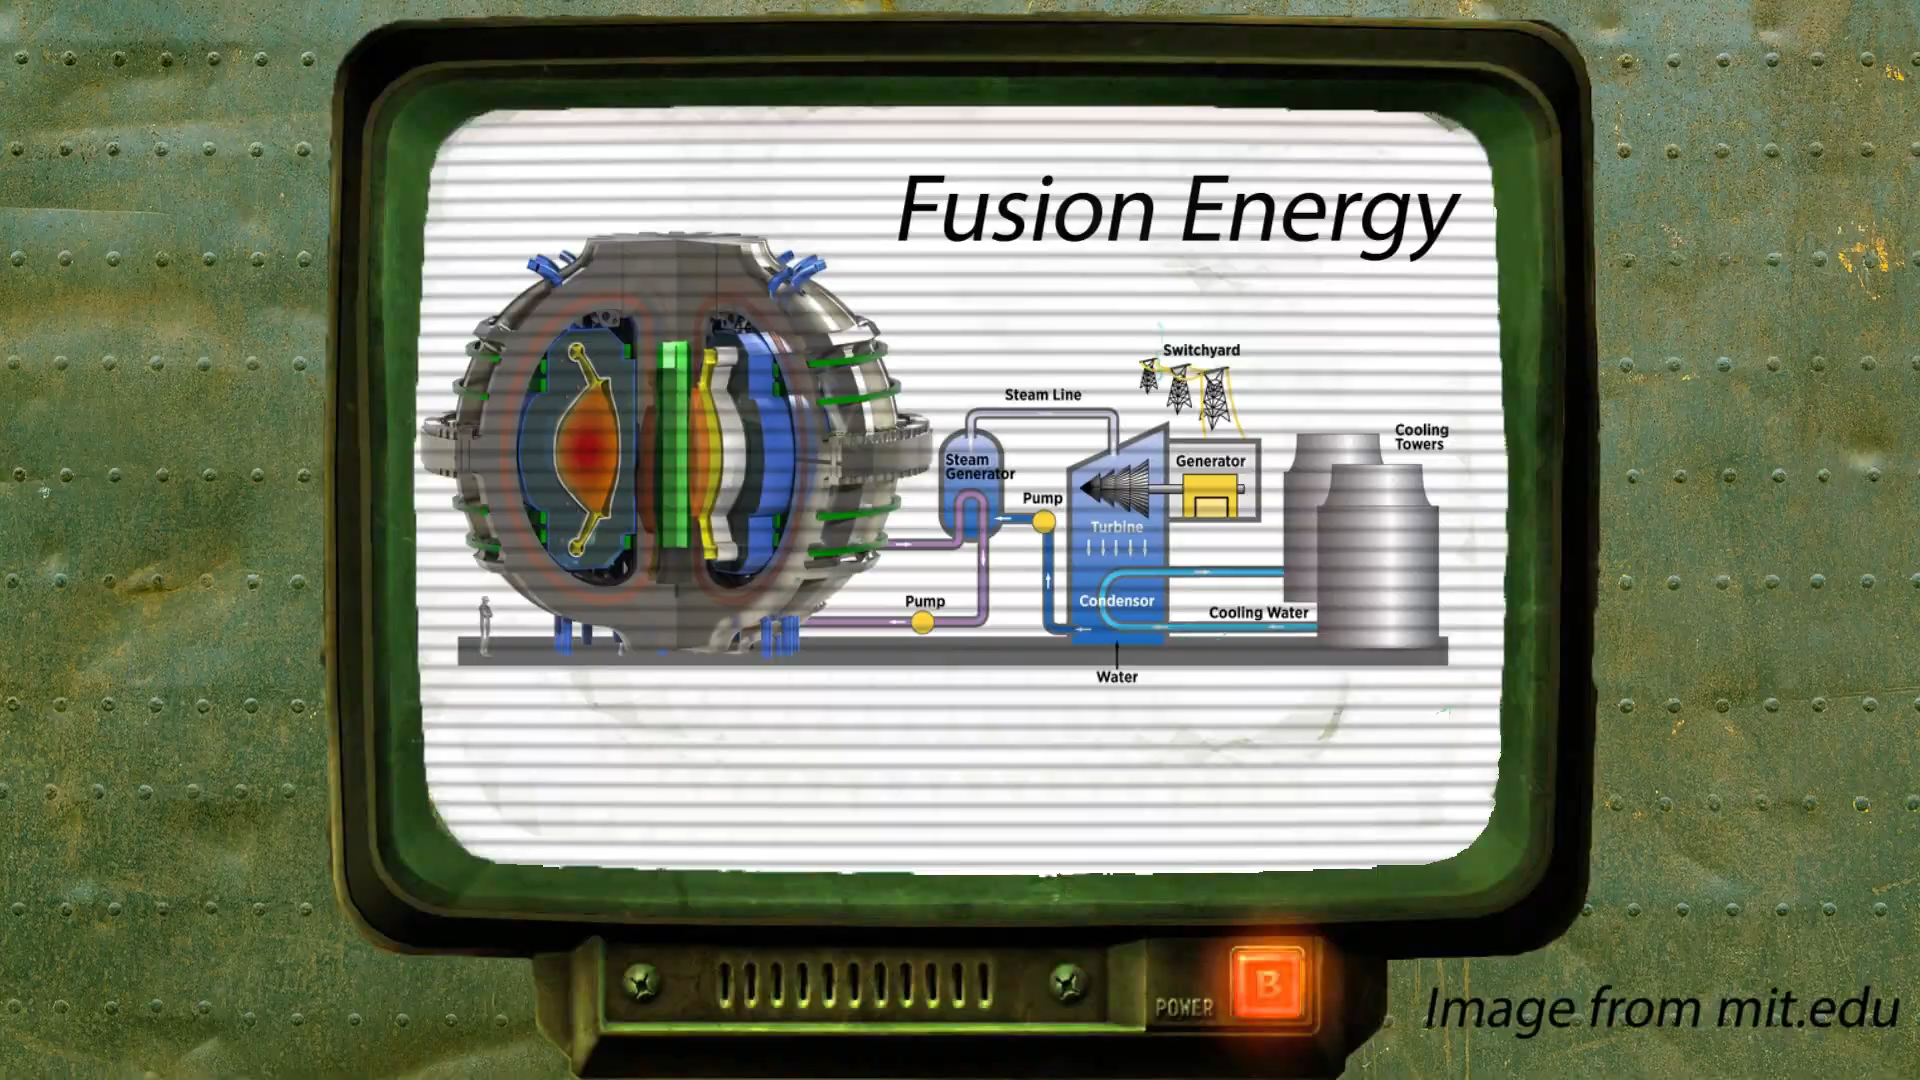 Fusion Energy
Switchyard
Steam Line
Cooling
Towers
Steam
Generator
Generator
Pump
Turbine
Pump
Condensor
Cooling Water
Water
POWER
B
Image from mit.edu